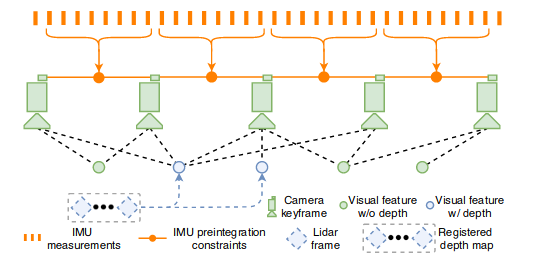 Camera
keyframe
Visual feature
w/o depth
Visual feature
w/ depth
IMU
measurements
IMU preintegration
constraints
Lidar
frame
Registered
depth map